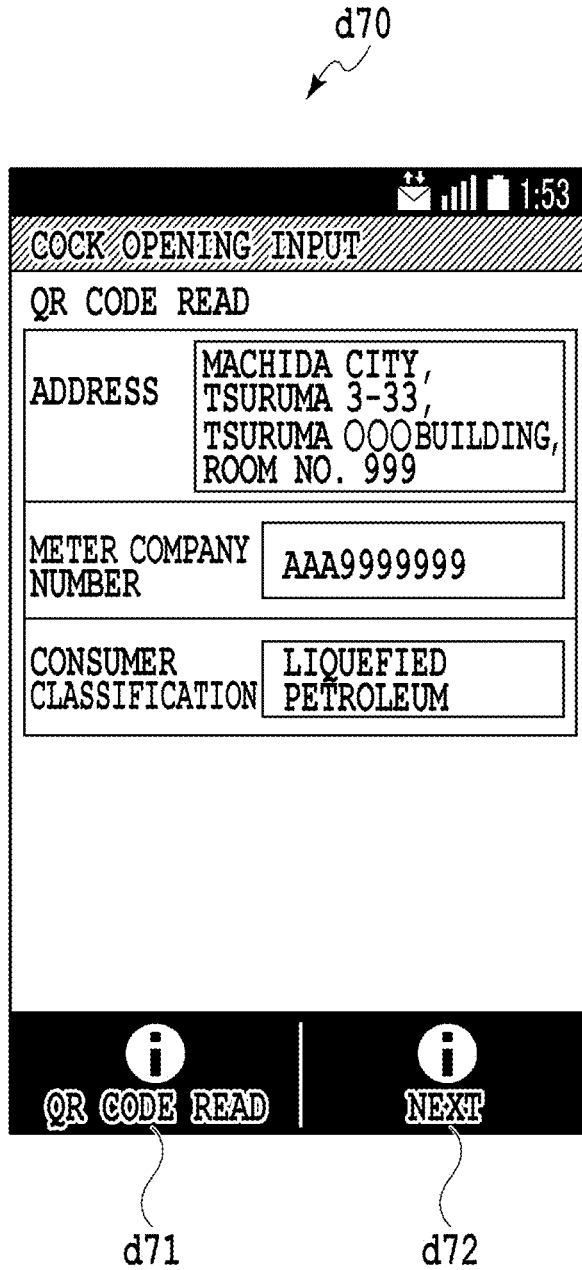 d70
1:53
COCK OPENING INPUT
QR CODE READ
ADDRESS
MACHIDA CITY,
TSURUMA 3-33,
TSURUMA ○○○BUILDING,
ROOM NO. 999
METER COMPANY
NUMBER
AAA9999999
CONSUMER
CLASSIFICATION
LIQUEFIED
PETROLEUM
QR CODE READ
NEXT
d71
d72